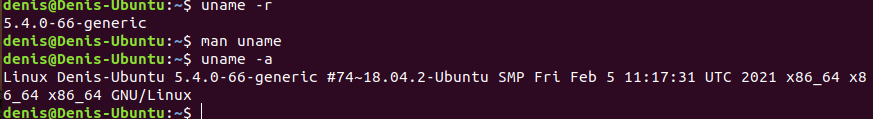 denis@Denis-Ubuntu:~$ uname -r
5.4.0-66-generic
denis@Denis-Ubuntu:~$ man uname
denis@Denis-Ubuntu:~$ uname -a
Linux Denis-Ubuntu 5.4.0-66-generic #74~18.04.2-Ubuntu SMP Fri Feb 5 11:17:31 UTC 2021 x86_64 x8
6_64 x86_64 GNU/Linux
denis@Denis-Ubuntu:~$